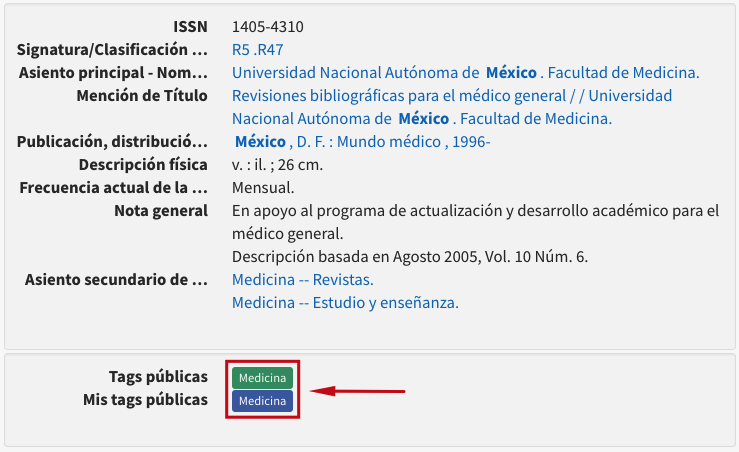 ISSN 1405-4310
Signatura/Clasificación ... R5 .R47
Asiento principal - Nom... Universidad Nacional Autónoma de México . Facultad de Medicina.
Mención de Título Revisiones bibliográficas para el médico general / / Universidad
Nacional Autónoma de México . Facultad de Medicina.
Publicación, distribució... México , D. F. : Mundo médico , 1996-
Descripción física v. : il. ; 26 cm.
Frecuencia actual de la ... Mensual.
Nota general En apoyo al programa de actualización y desarrollo académico para el
médico general.
Descripción basada en Agosto 2005, Vol. 10 Núm. 6.
Asiento secundario de ... Medicina -- Revistas.
Medicina -- Estudio y enseñanza.
Tags públicas Medicina
Mis tags públicas Medicina